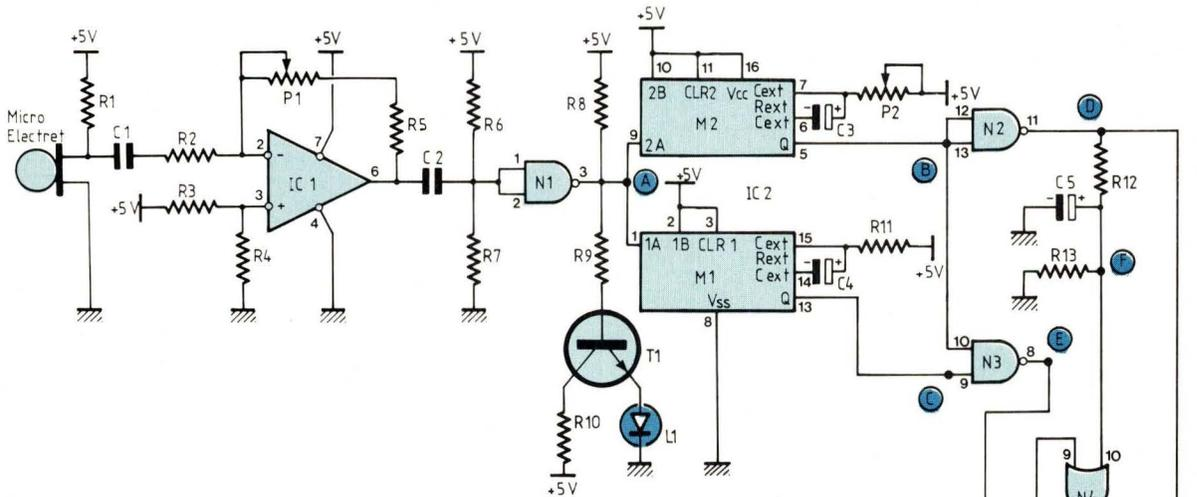 +5V
+5V
+5V
+5V
+5V
R1
Micro
Electret
C1
R2
P1
R5
R6
R8
2
7
IC 1
6
3
4
+5V
R3
R4
C2
1
2
N1
3
R7
R9
A
T1
R10
L1
+5V
10
11
16
2B
CLR2
Vcc
Cext
7
Rext
Cext
6
M2
9
2A
Q
5
C3
P2
+5V
+5V
IC 2
2
3
1
1A
1B
CLR 1
Cext
15
Rext
Cext
14
M1
Vss
Q
13
8
C4
R11
+5V
12
13
N2
11
B
D
R12
C5
R13
F
10
9
N3
8
E
C
9
10